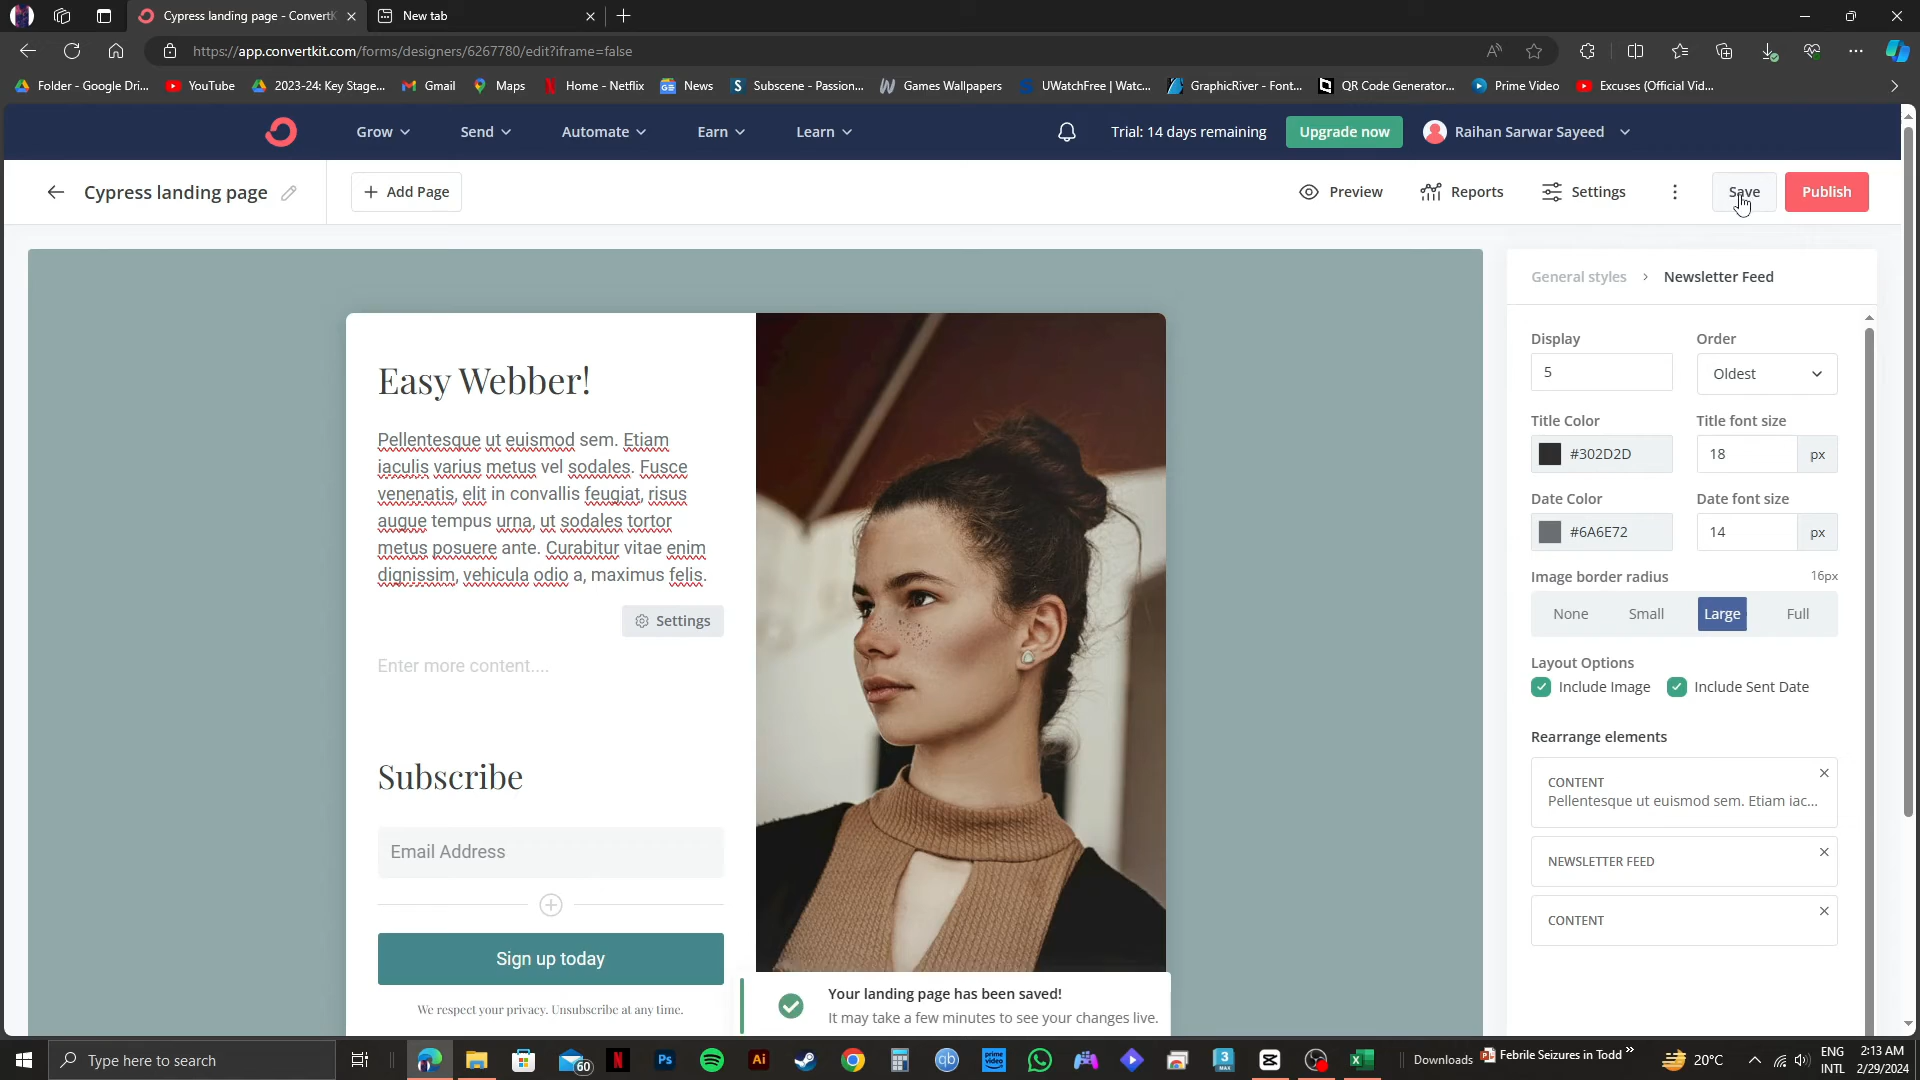 Cypress landing page - ConvertK
New tab
https://app.convertkit.com/forms/designers/6267780/edit?iframe=false
Folder - Google Dri...
YouTube
2023-24: Key Stage...
Gmail
Maps
Home - Netflix
News
Subscene - Passion...
Games Wallpapers
UWatchFree | Watc...
GraphicRiver - Font...
QR Code Generator...
Prime Video
Excuses (Official Vid...
Grow
Send
Automate
Earn
Learn
Trial: 14 days remaining
Upgrade now
Raihan Sarwar Sayeed
Cypress landing page
+ Add Page
Preview
Reports
Settings
Save
Publish
Easy Webber!
Pellentesque ut euismod sem. Etiam
iaculis varius metus vel sodales. Fusce
venenatis, elit in convallis feugiat, risus
augue tempus urna, ut sodales tortor
metus posuere ante. Curabitur vitae enim
dignissim, vehicula odio a, maximus felis.
Settings
Enter more content....
Subscribe
Email Address
Sign up today
We respect your privacy. Unsubscribe at any time.
Your landing page has been saved!
It may take a few minutes to see your changes live.
General styles > Newsletter Feed
Display
Order
5
Oldest
Title Color
Title font size
#302D2D
18 px
Date Color
Date font size
#6A6E72
14 px
Image border radius
16px
None
Small
Large
Full
Layout Options
Include Image
Include Sent Date
Rearrange elements
CONTENT
Pellentesque ut euismod sem. Etiam iac...
NEWSLETTER FEED
CONTENT
Type here to search
60
Ps
Ai
qb
prime video
3
MAX
Downloads
Febrile Seizures in Todd
20°C
ENG
INTL
2:13 AM
2/29/2024